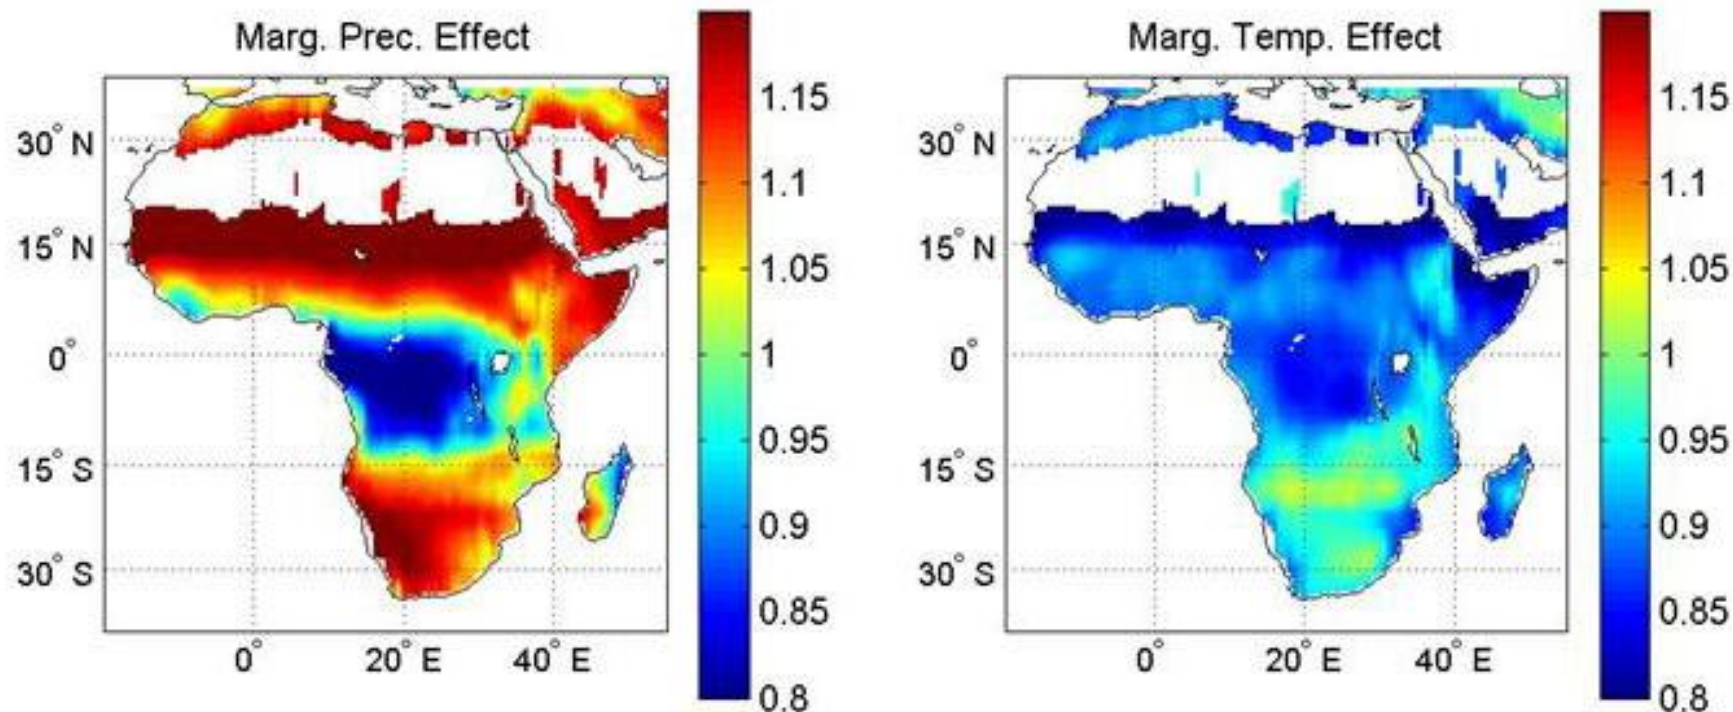 Marg. Prec. Effect
30° N
15° N
0°
15° S
30° S
0°
20° E
40° E
1.15
1.1
1.05
1
0.95
0.9
0.85
0.8
Marg. Temp. Effect
30° N
15° N
0°
15° S
30° S
0°
20° E
40° E
1.15
1.1
1.05
1
0.95
0.9
0.85
0.8